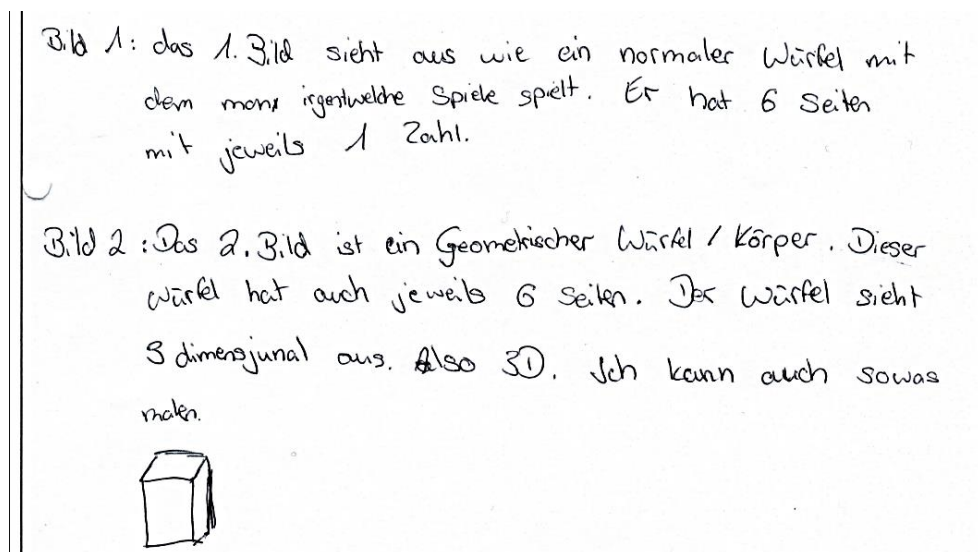 Bild 1: das 1. Bild sieht aus wie ein normaler Würfel mit
dem man irgentwelche Spiele spielt. Er hat 6 Seiten
mit jeweils 1 Zahl.
Bild 2: Das 2. Bild ist ein Geometrischer Würfel / Körper. Dieser
Würfel hat auch jeweils 6 Seiten. Der Würfel sieht
3 dimensjunal aus. Also 3D. Ich kann auch sowas
malen.